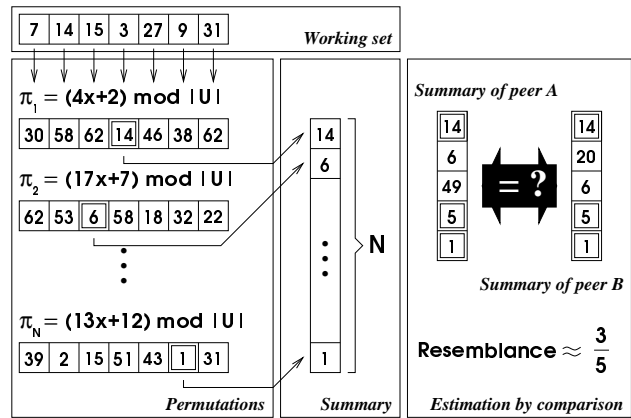 7 14 15 3 27 9 31
Working set
π1 = (4x+2) mod |U|
30 58 62 14 46 38 62
π2 = (17x+7) mod |U|
62 53 6 58 18 32 22
πN = (13x+12) mod |U|
39 2 15 51 43 1 31
Permutations
14
6
1
N
Summary
Summary of peer A
14 14
6 20
49 6
5 5
1 1
= ?
Summary of peer B
Resemblance ≈ 3/5
Estimation by comparison